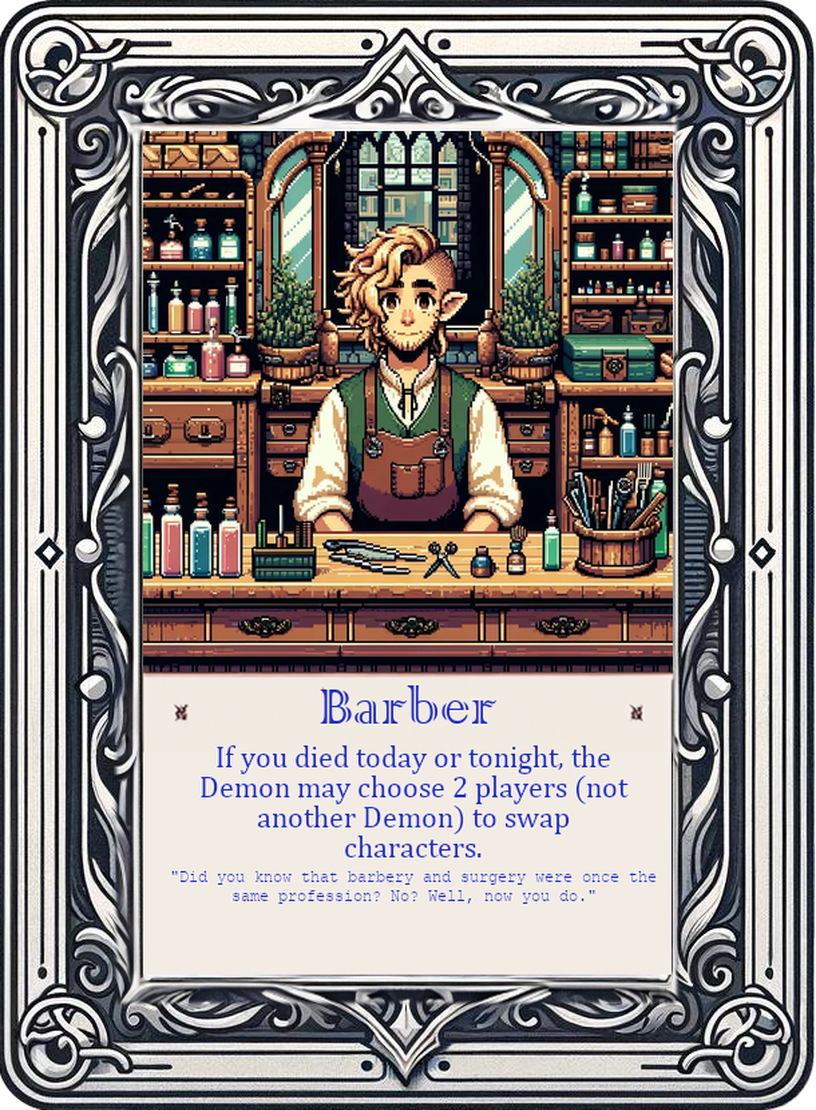 Barber
If you died today or tonight, the
Demon may choose 2 players (not
another Demon) to swap
characters.
"Did you know that barbery and surgery were once the
same profession? No? Well, now you do."